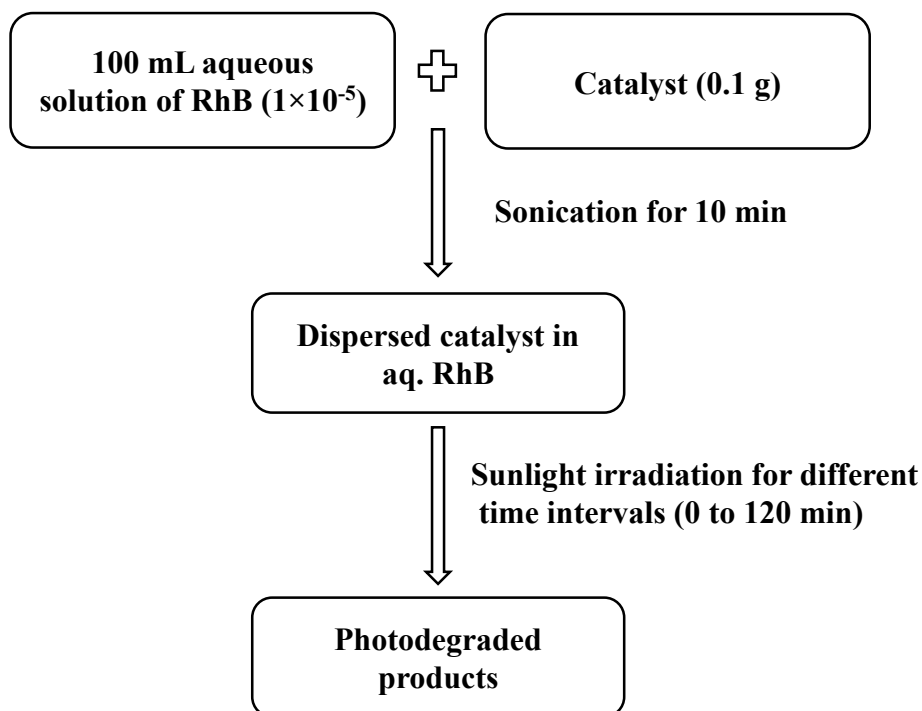 100 mL aqueous
solution of RhB (1×10⁻⁵)
Catalyst (0.1 g)
Sonication for 10 min
Dispersed catalyst in
aq. RhB
Sunlight irradiation for different
time intervals (0 to 120 min)
Photodegraded
products